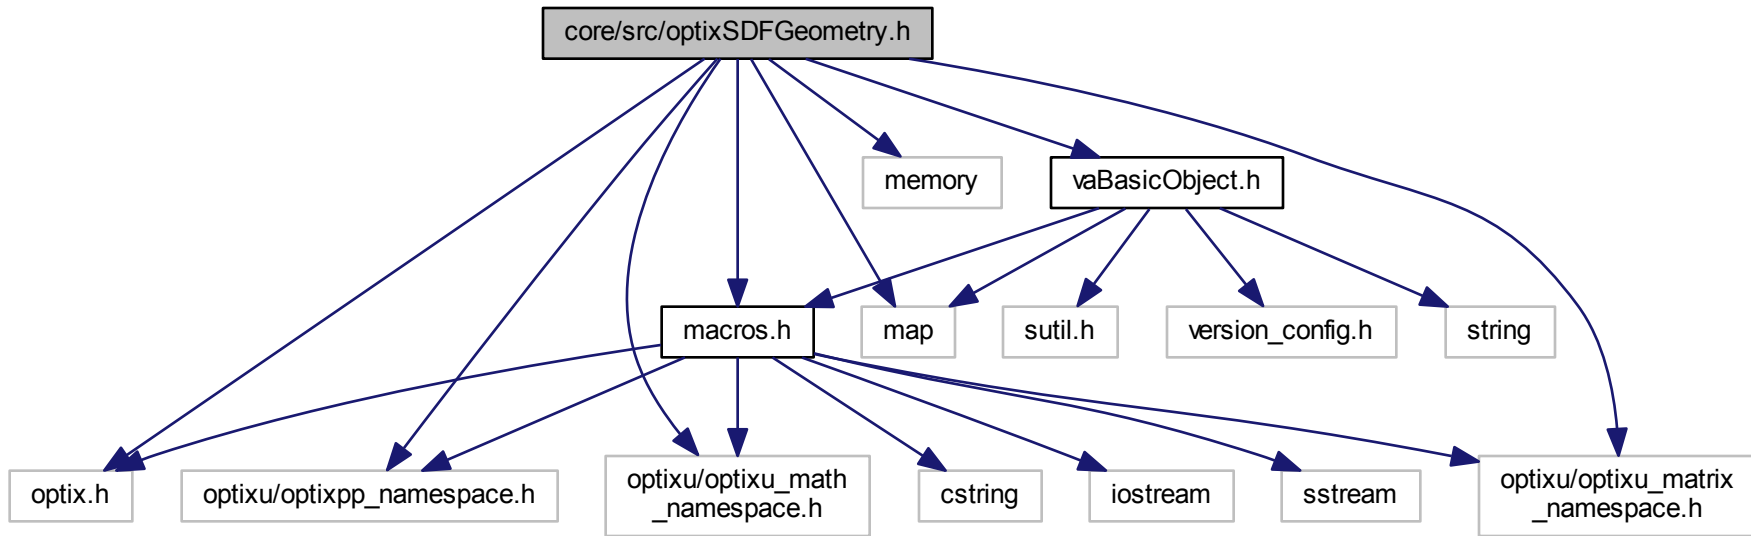 core/src/optixSDFGeometry.h
memory
vaBasicObject.h
macros.h
map
sutil.h
version_config.h
string
optix.h
optixu/optixpp_namespace.h
optixu/optixu_math
_namespace.h
cstring
iostream
sstream
optixu/optixu_matrix
_namespace.h